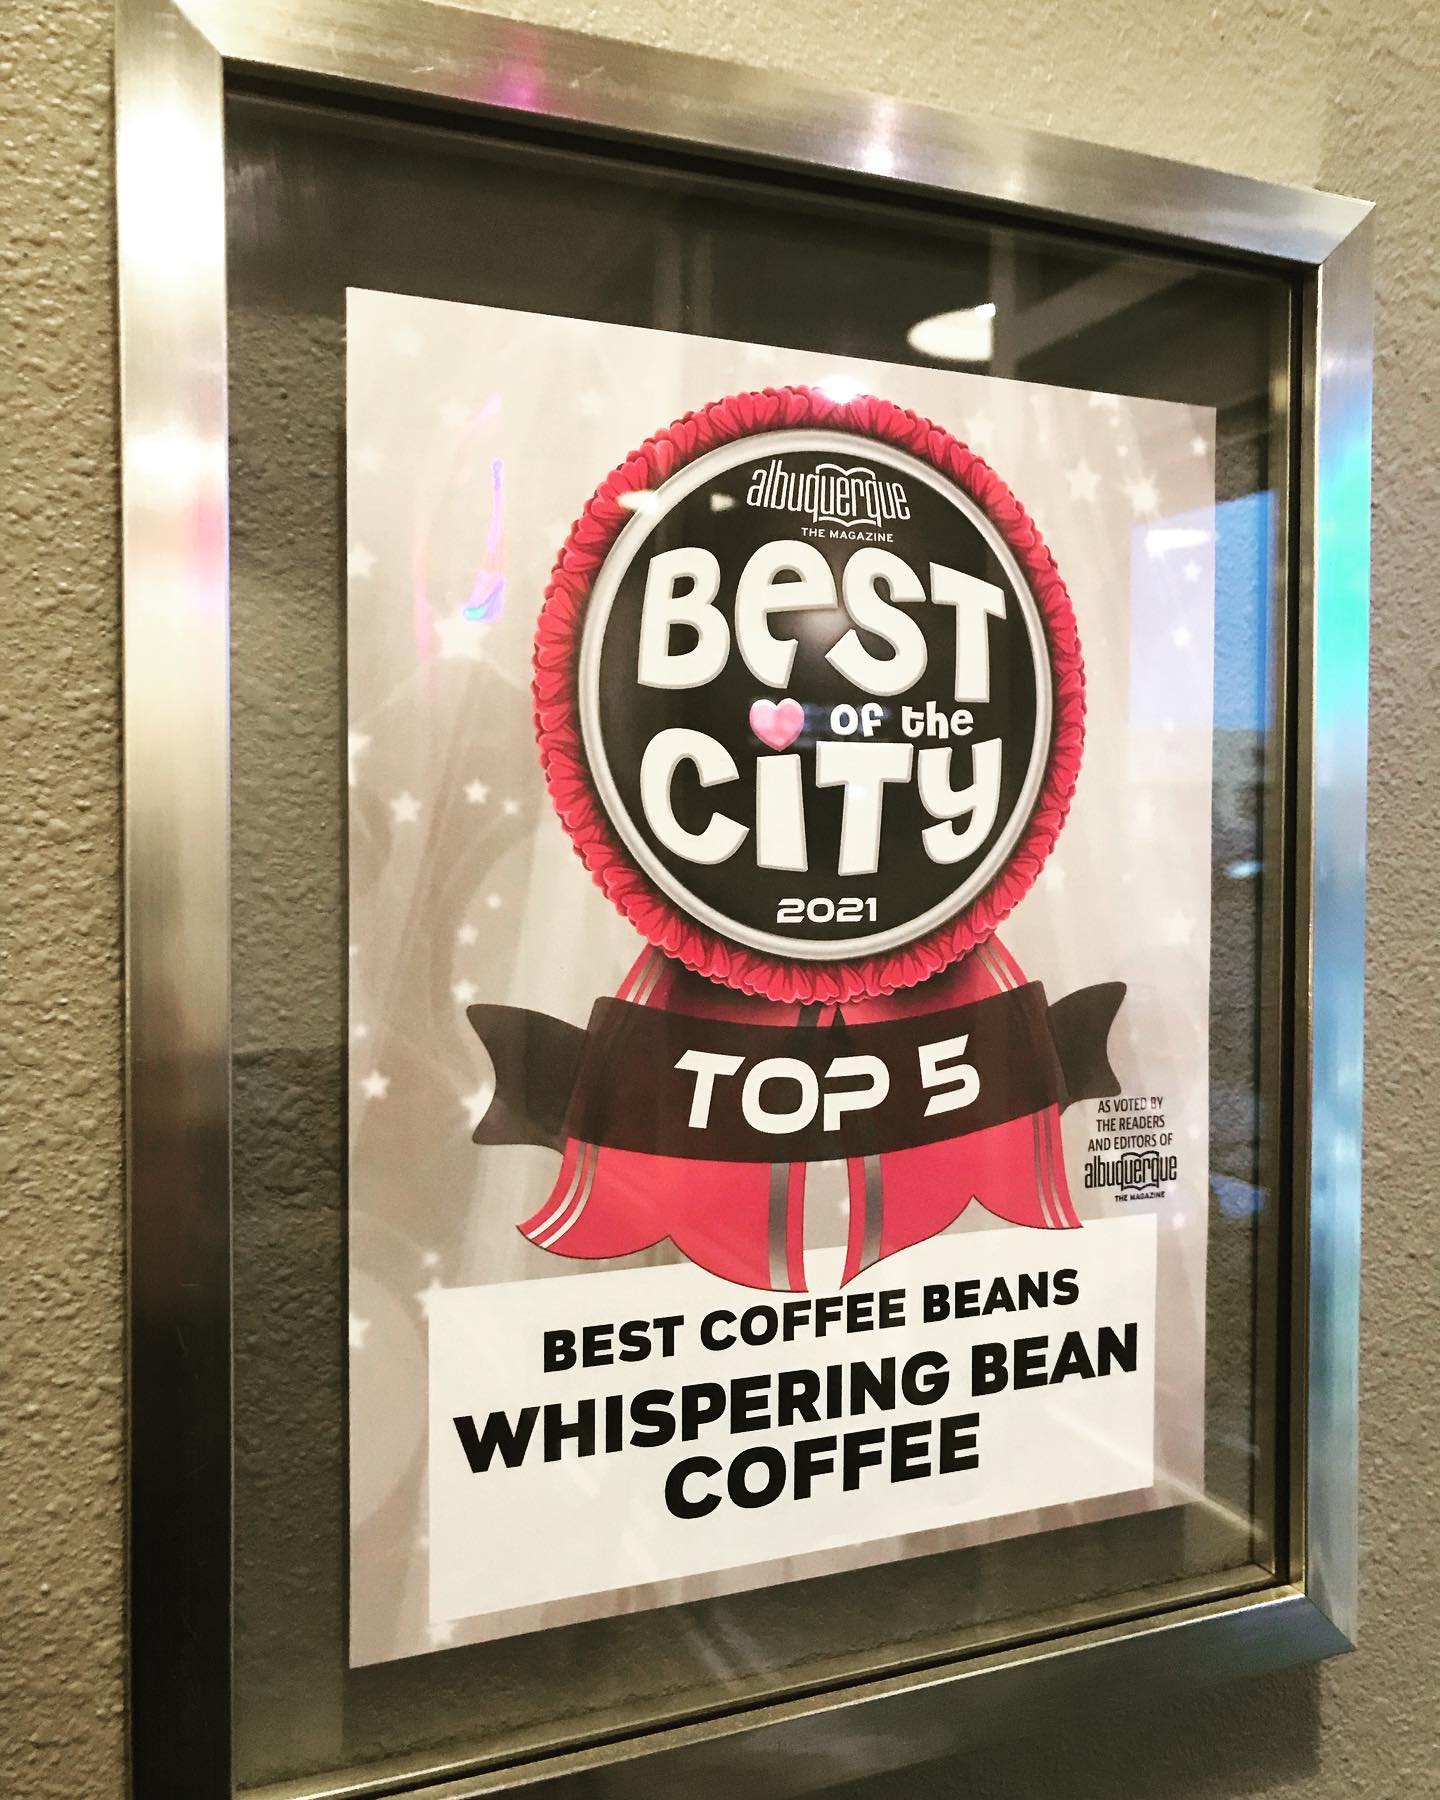 albuquerque
THE MAGAZINE
BeST
of the
CiTy
2021
TOP 5
AS VOTED BY
THE READERS
AND EDITORS OF
albuquerque
THE MAGAZINE
BEST COFFEE BEANS
WHISPERING BEAN
COFFEE